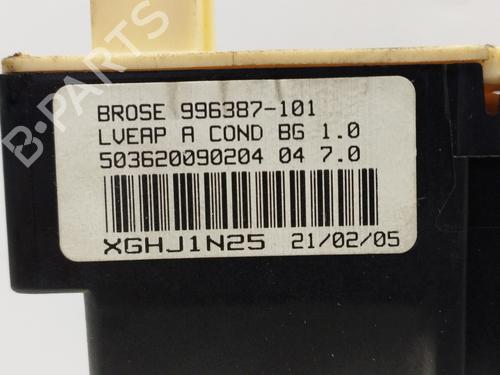 B-PARTS
BROSE 996387-101
LVEAP A COND BG 1.0
503620090204 04 7.0
XGHJ1N25 21/02/05